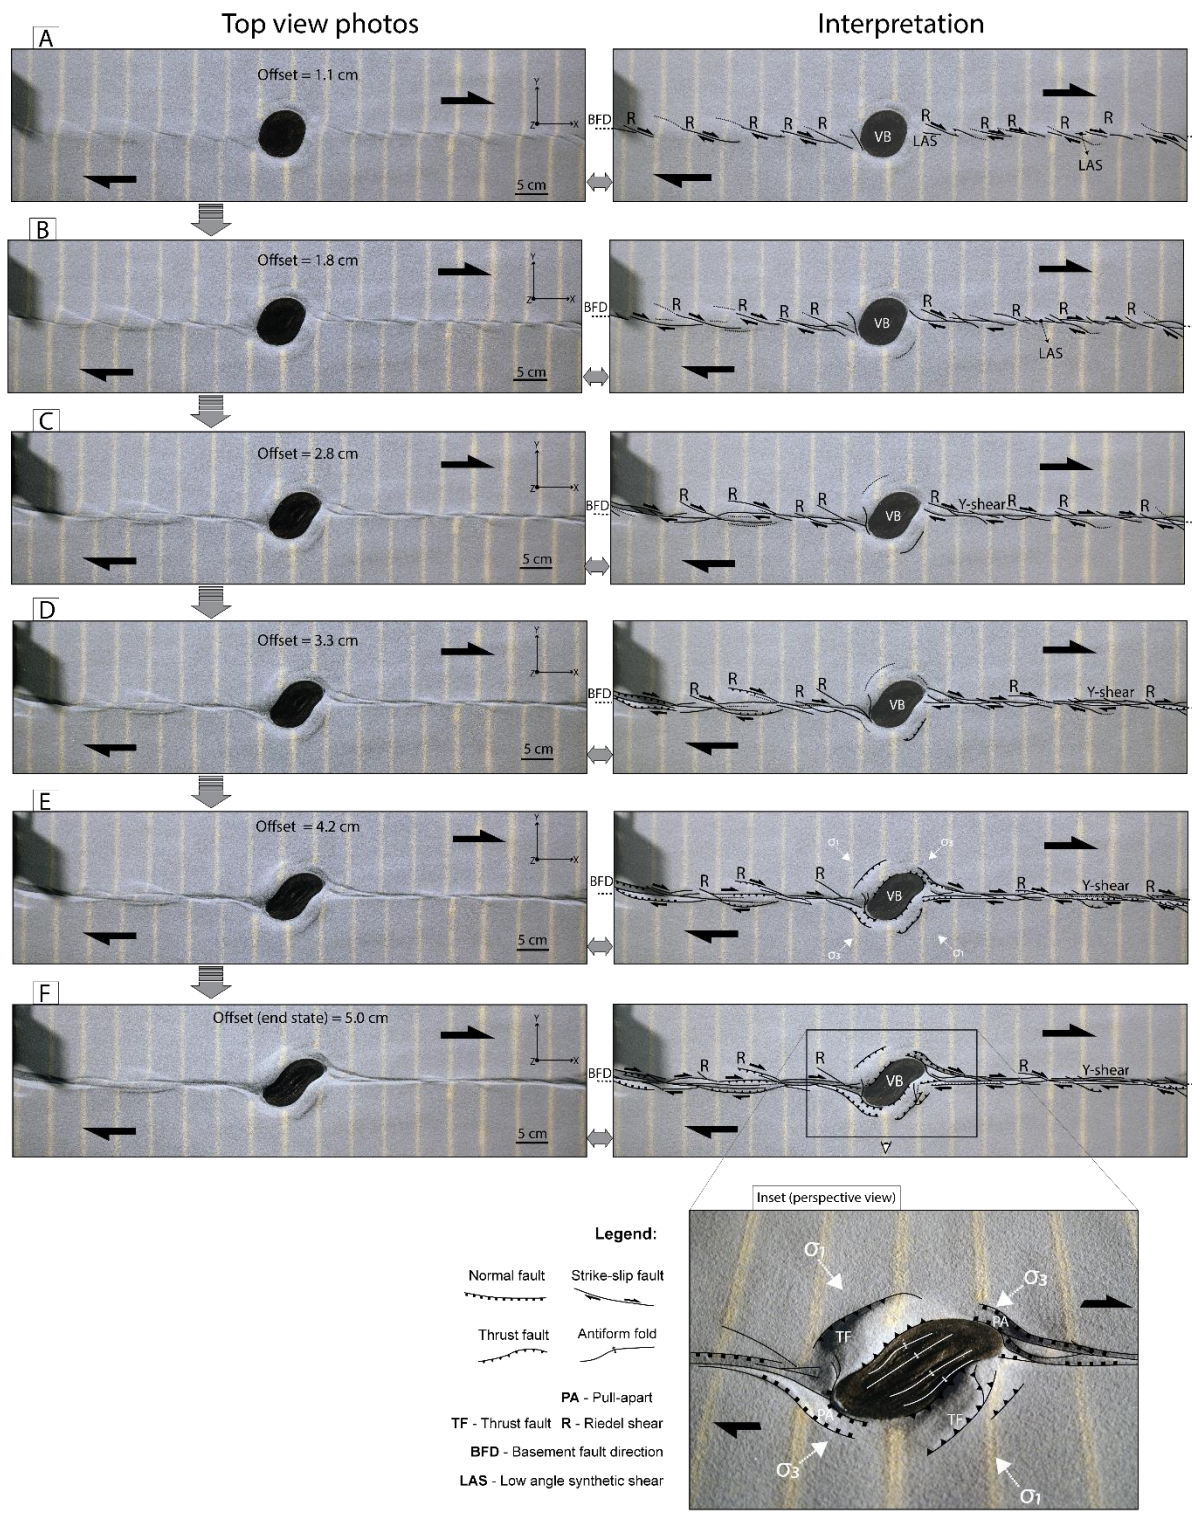 Top view photos
Interpretation
A
Offset = 1.1 cm
Y
Z X
5 cm
BFD
R R R R R R R R R R
VB
LAS
LAS
B
Offset = 1.8 cm
Y
Z X
5 cm
BFD
R R R R R R R R R
VB
LAS
C
Offset = 2.8 cm
Y
Z X
5 cm
BFD
R R R R R Y-shear R R R
VB
D
Offset = 3.3 cm
Y
Z X
5 cm
BFD
R R R R R Y-shear R
VB
E
Offset = 4.2 cm
Y
Z X
5 cm
BFD
σ1 σ3
R R R R Y-shear R
VB
σ3 σ1
F
Offset (end state) = 5.0 cm
Y
Z X
5 cm
BFD
R R R R Y-shear
VB
Inset (perspective view)
Legend:
Normal fault Strike-slip fault
Thrust fault Antiform fold
PA - Pull-apart
TF - Thrust fault R - Riedel shear
BFD - Basement fault direction
LAS - Low angle synthetic shear
σ1
σ3
PA
TF
PA
TF
σ3
σ1